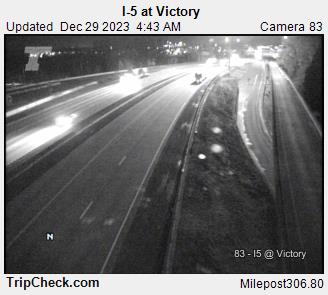 I-5 at Victory
Updated Dec 29 2023 4:43 AM Camera 83
T
N
83 - I5 @ Victory
TripCheck.com Milepost306.80